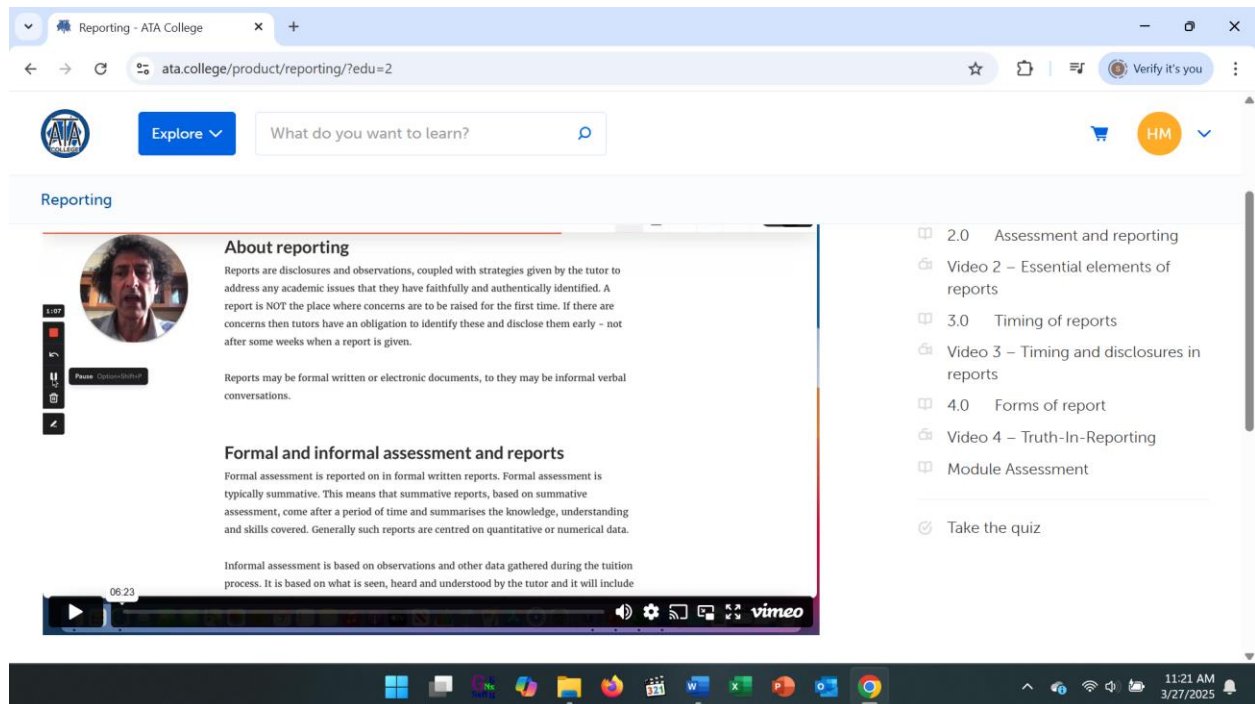 Reporting - ATA College
ata.college/product/reporting/?edu=2
Verify it's you
ATA
COLLEGE
Explore
What do you want to learn?
HM
Reporting
About reporting
Reports are disclosures and observations, coupled with strategies given by the tutor to
address any academic issues that they have faithfully and authentically identified. A
report is NOT the place where concerns are to be raised for the first time. If there are
concerns then tutors have an obligation to identify these and disclose them early – not
after some weeks when a report is given.
Reports may be formal written or electronic documents, to they may be informal verbal
conversations.
Formal and informal assessment and reports
Formal assessment is reported on in formal written reports. Formal assessment is
typically summative. This means that summative reports, based on summative
assessment, come after a period of time and summarises the knowledge, understanding
and skills covered. Generally such reports are centred on quantitative or numerical data.
Informal assessment is based on observations and other data gathered during the tuition
process. It is based on what is seen, heard and understood by the tutor and it will include
1:07
Pause Option+Shift+P
06:23
vimeo
2.0 Assessment and reporting
Video 2 – Essential elements of
reports
3.0 Timing of reports
Video 3 – Timing and disclosures in
reports
4.0 Forms of report
Video 4 – Truth-In-Reporting
Module Assessment
Take the quiz
321
11:21 AM
3/27/2025